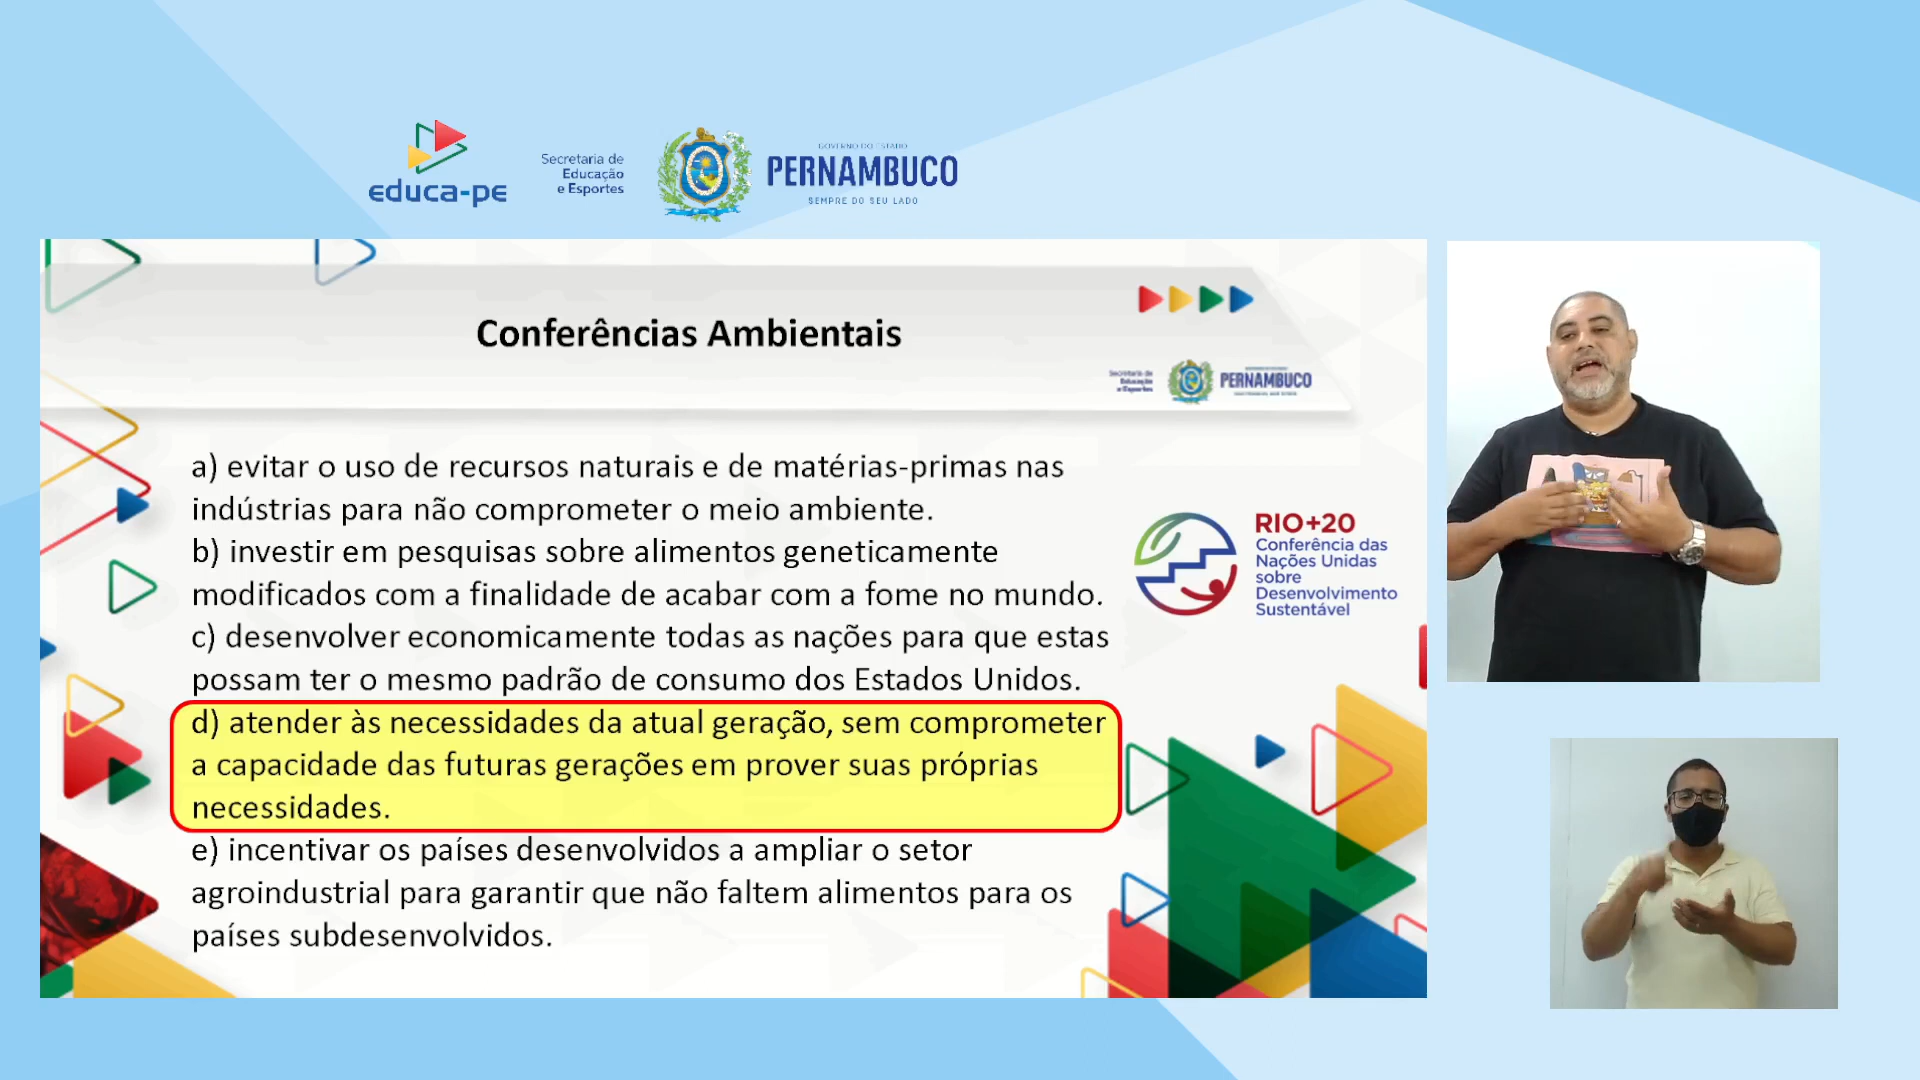 educa-pe
Secretaria de
Educação
e Esportes
GOVERNO DO ESTADO
PERNAMBUCO
SEMPRE DO SEU LADO
Conferências Ambientais
Secretaria de
Educação
e Esportes
PERNAMBUCO
a) evitar o uso de recursos naturais e de matérias-primas nas
indústrias para não comprometer o meio ambiente.
b) investir em pesquisas sobre alimentos geneticamente
modificados com a finalidade de acabar com a fome no mundo.
c) desenvolver economicamente todas as nações para que estas
possam ter o mesmo padrão de consumo dos Estados Unidos.
d) atender às necessidades da atual geração, sem comprometer
a capacidade das futuras gerações em prover suas próprias
necessidades.
e) incentivar os países desenvolvidos a ampliar o setor
agroindustrial para garantir que não faltem alimentos para os
países subdesenvolvidos.
RIO+20
Conferência das
Nações Unidas
sobre
Desenvolvimento
Sustentável